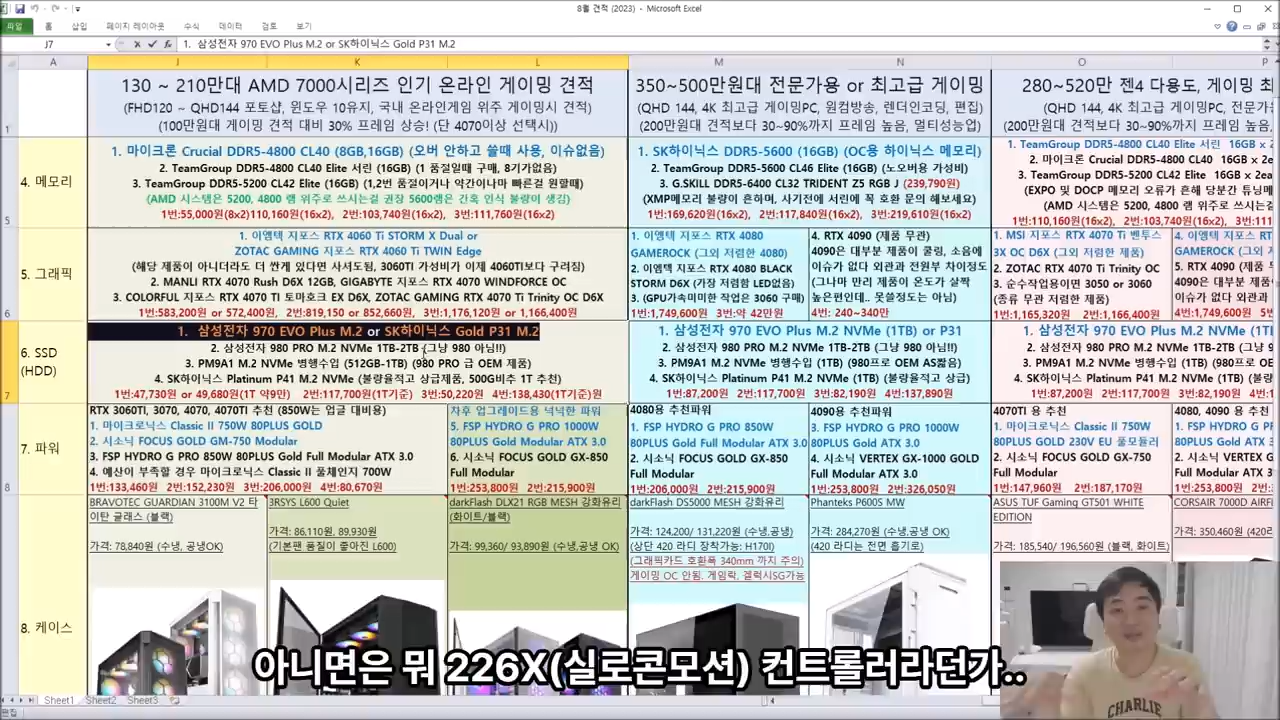 8월 견적 (2023) - Microsoft Excel
파일 홈 삽입 페이지 레이아웃 수식 데이터 검토 보기
J7 1. 삼성전자 970 EVO Plus M.2 or SK하이닉스 Gold P31 M.2
A J K L M N O P
1
130 ~ 210만대 AMD 7000시리즈 인기 온라인 게이밍 견적
(FHD120 ~ QHD144 포토샵, 윈도우 10유지, 국내 온라인게임 위주 게이밍시 견적)
(100만원대 게이밍 견적 대비 30% 프레임 상승! (단 4070이상 선택시))
350~500만원대 전문가용 or 최고급 게이밍
(QHD 144, 4K 최고급 게이밍PC, 원컴방송, 렌더인코딩, 편집)
(200만원대 견적보다 30~90%까지 프레임 높음, 멀티성능업)
280~520만 젠4 다용도, 게이밍 최
(QHD 144, 4K 최고급 게이밍PC, 전문가용
(200만원대 견적보다 30~90%까지 프레임 높음,
4. 메모리
5
1. 마이크론 Crucial DDR5-4800 CL40 (8GB,16GB) (오버 안하고 쓸때 사용, 이슈없음)
2. TeamGroup DDR5-4800 CL40 Elite 서린 (16GB) (1 품절일때 구매, 8기가없음)
3. TeamGroup DDR5-5200 CL42 Elite (16GB) (1,2번 품절이거나 약간이나마 빠른걸 원할때)
(AMD 시스템은 5200, 4800 램 위주로 쓰시는걸 권장 5600램은 간혹 인식 불량이 생김)
1번:55,000원(8x2)110,160원(16x2), 2번:103,740원(16x2), 3번:111,760원(16x2)
1. SK하이닉스 DDR5-5600 (16GB) (OC용 하이닉스 메모리)
2. TeamGroup DDR5-5600 CL46 Elite (16GB) (노오버용 가성비)
3. G.SKILL DDR5-6400 CL32 TRIDENT Z5 RGB J (239,790원)
(XMP메모리 불량이 흔하며, 사기전에 서린에 꼭 호환 문의 해보세요)
1번:169,620원(16x2), 2번:117,840원(16x2), 3번:219,610원(16x2)
1. TeamGroup DDR5-4800 CL40 Elite 서린 (16GB x 2
2. 마이크론 Crucial DDR5-4800 CL40 16GB x 2e
3. TeamGroup DDR5-5200 CL42 Elite 16GB x 2ea
(EXPO 및 DOCP 메모리 오류가 흔해 당분간 튜닝메
(AMD 시스템은 5200, 4800 램 위주로 쓰시는걸
1번:110,160원(16x2), 2번:103,740원(16x2), 3번:111
5. 그래픽
6
1. 이엠텍 지포스 RTX 4060 Ti STORM X Dual or
ZOTAC GAMING 지포스 RTX 4060 Ti TWIN Edge
(해당 제품이 아니더라도 더 싼게 있다면 사셔도됨, 3060TI 가성비가 이제 4060TI보다 구려짐)
2. MANLI RTX 4070 Rush D6X 12GB, GIGABYTE 지포스 RTX 4070 WINDFORCE OC
3. COLORFUL 지포스 RTX 4070 TI 토마호크 EX D6X, ZOTAC GAMING RTX 4070 Ti Trinity OC D6X
1번:583,200원 or 572,400원, 2번:819,150 or 852,660원, 3번:1,176,120 or 1,166,400원
1. 이엠텍 지포스 RTX 4080
GAMEROCK (그외 저렴한 4080)
2. 이엠텍 지포스 RTX 4080 BLACK
STORM D6X (가장 저렴함 LED없음)
3. (GPU가속미미한 작업은 3060 구매)
1번:1,749,600원 3번: 약 42만원
4. RTX 4090 (제품 무관)
4090은 대부분 제품이 쿨링, 소음에
이슈가 없다 외관과 전원부 차이정도
(그나마 만리 제품이 온도가 살짝
높은편인데.. 못쓸정도는 아님)
4번: 240~340만
1. MSI 지포스 RTX 4070 Ti 벤투스
3X OC D6X (그외 저렴한 제품)
2. ZOTAC RTX 4070 Ti Trinity OC
3. 순수작업용이면 3050 or 3060
(종류 무관 저렴한 제품)
1번:1,165,320원 2번:1,166,400원
4. 이엠텍 지포스 RT
GAMEROCK (그외 저
5. RTX 4090 (제품 무
4090은 대부분 제품이
이슈가 없다 외관과
4번:1,749,600원
6. SSD
(HDD)
7
1. 삼성전자 970 EVO Plus M.2 or SK하이닉스 Gold P31 M.2
2. 삼성전자 980 PRO M.2 NVMe 1TB-2TB (그냥 980 아님!!)
3. PM9A1 M.2 NVMe 병행수입 (512GB-1TB) (980 PRO 급 OEM 제품)
4. SK하이닉스 Platinum P41 M.2 NVMe (불량율적고 상급제품, 500G비추 1T 추천)
1번:47,730원 or 49,680원(1T 약9만) 2번:117,700원(1T기준) 3번:50,220원 4번:138,430(1T기준)원
1. 삼성전자 970 EVO Plus M.2 NVMe (1TB) or P31
2. 삼성전자 980 PRO M.2 NVMe (1TB) (그냥 980 아님!!)
3. PM9A1 M.2 NVMe 병행수입 (1TB) (980프로 OEM AS짧음)
4. SK하이닉스 Platinum P41 M.2 NVMe (1TB) (불량율적고 상급)
1번:87,200원 2번:117,700원 3번:82,190원 4번:137,890원
1. 삼성전자 970 EVO Plus M.2 NVMe (1T
2. 삼성전자 980 PRO M.2 NVMe (1TB) (
3. PM9A1 M.2 NVMe 병행수입 (1TB) (98
4. SK하이닉스 Platinum P41 M.2 NVMe (1TB)
1번:87,200원 2번:117,700원 3번:82,190원
7. 파워
8
RTX 3060TI, 3070, 4070, 4070TI 추천 (850W는 업글 대비용)
1. 마이크로닉스 Classic II 750W 80PLUS GOLD
2. 시소닉 FOCUS GOLD GM-750 Modular
3. FSP HYDRO G PRO 850W 80PLUS Gold Full Modular ATX 3.0
4. 예산이 부족할 경우 마이크로닉스 Classic II 풀체인지 700W
1번:133,460원 2번:152,230원 3번:206,000원 4번:80,670원
차후 업그레이드용 넉넉한 파워
5. FSP HYDRO G PRO 1000W
80PLUS Gold Modular ATX 3.0
6. 시소닉 FOCUS GOLD GX-850
Full Modular
1번:253,800원 2번:215,900원
4080용 추천파워
1. FSP HYDRO G PRO 850W
80PLUS Gold Full Modular ATX 3.0
2. 시소닉 FOCUS GOLD GX-850
Full Modular
1번:206,000원 2번:215,900원
4090용 추천파워
3. FSP HYDRO G PRO 1000W
80PLUS Gold Full Modular ATX 3.0
4. 시소닉 VERTEX GX-1000 GOLD
Full Modular ATX 3.0
1번:253,800원 2번:326,050원
4070TI 용 추천
1. 마이크로닉스 Classic II 750W
80PLUS GOLD 230V EU 풀모듈러
2. 시소닉 FOCUS GOLD GX-750
Full Modular
1번:147,960원 2번:187,170원
4080, 4090 용 추천
3. FSP HYDRO G PRO
80PLUS Gold Full Mo
4. 시소닉 VERTEX G
Full Modular ATX 3.0
1번:253,800원 2번:3
8. 케이스
BRAVOTEC GUARDIAN 3100M V2 타
이탄 글래스 (블랙)
가격: 78,840원 (수냉,공냉OK)
3RSYS L600 Quiet
가격: 86,110원, 89,930원
(기본팬 품질이 좋아진 L600)
darkFlash DLX21 RGB MESH 강화유리
(화이트/블랙)
가격: 99,360/ 93,890원 (수냉,공냉 OK)
darkFlash DS5000 MESH 강화유리
가격: 124,200/ 131,220원 (수냉,공냉)
(상단 420 라디 장착가능: H170I)
(그래픽카드 호환폭 340mm 까지 주의)
게이밍 OC 안됨. 게임락, 겔럭시SG가능
Phanteks P600S MW
가격: 284,270원 (수냉,공냉 OK)
(420 라디는 전면 흡기로)
ASUS TUF Gaming GT501 WHITE
EDITION
가격: 185,540/ 196,560원 (블랙, 화이트)
CORSAIR 7000D AIRFL
가격: 350,460원 (420라
CHARLIE
아니면은 뭐 226X(실로콘모션) 컨트롤러라던가..
Sheet1 Sheet2 Sheet3